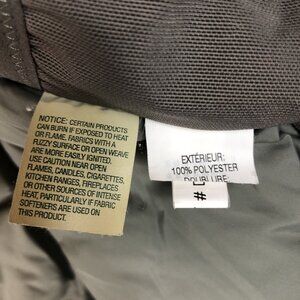 NOTICE: CERTAIN PRODUCTS
CAN BURN IF EXPOSED TO HEAT
OR FLAME. FABRICS WITH A
FUZZY SURFACE OR OPEN WEAVE
ARE MORE EASILY IGNITED.
USE CAUTION NEAR OPEN
FLAMES, CANDLES, CIGARETTES,
KITCHEN RANGES, FIREPLACES
OR OTHER SOURCES OF INTENSE
HEAT, PARTICULARLY IF FABRIC
SOFTENERS ARE USED ON
THIS PRODUCT.
EXTÉRIEUR:
100% POLYESTER
DOUBLURE:
#